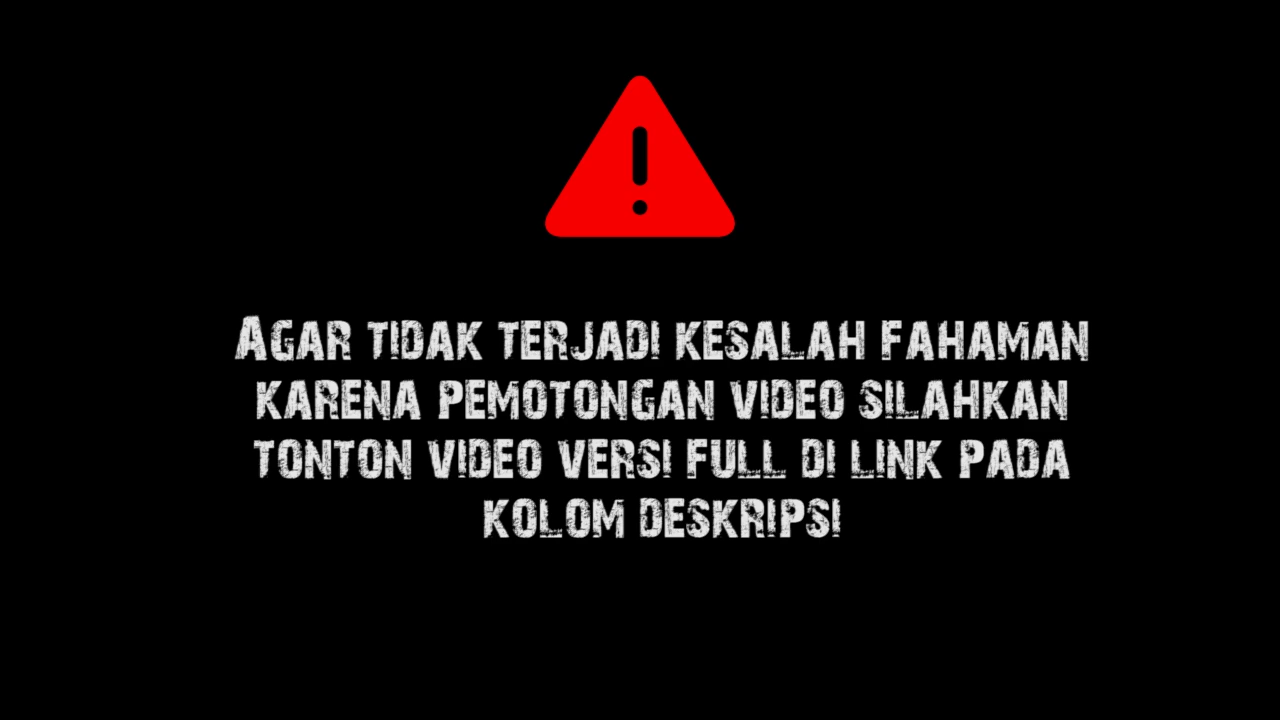 Agar tidak terjadi kesalah fahaman
karena pemotongan video silahkan
tonton video versi full di link pada
kolom deskripsi